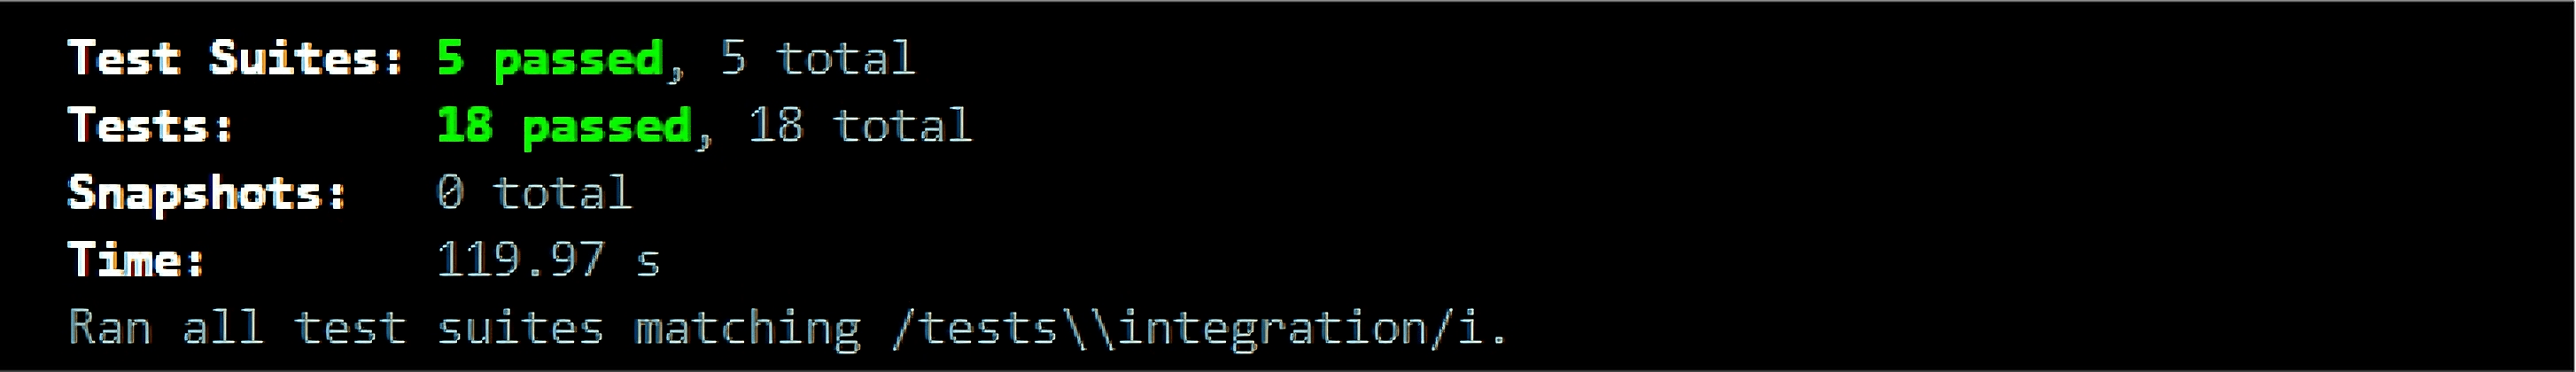 Test Suites: 5 passed, 5 total
Tests: 18 passed, 18 total
Snapshots: 0 total
Time: 119.97 s
Ran all test suites matching /tests\\integration/i.